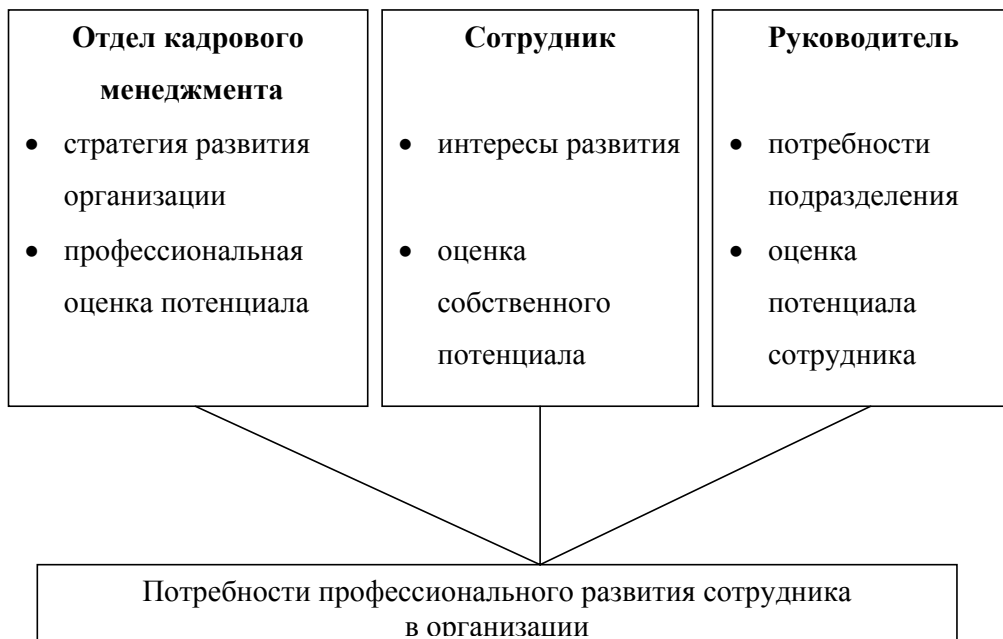 Отдел кадрового
менеджмента
• стратегия развития
организации
• профессиональная
оценка потенциала
Сотрудник
• интересы развития
• оценка
собственного
потенциала
Руководитель
• потребности
подразделения
• оценка
потенциала
сотрудника
Потребности профессионального развития сотрудника
в организации